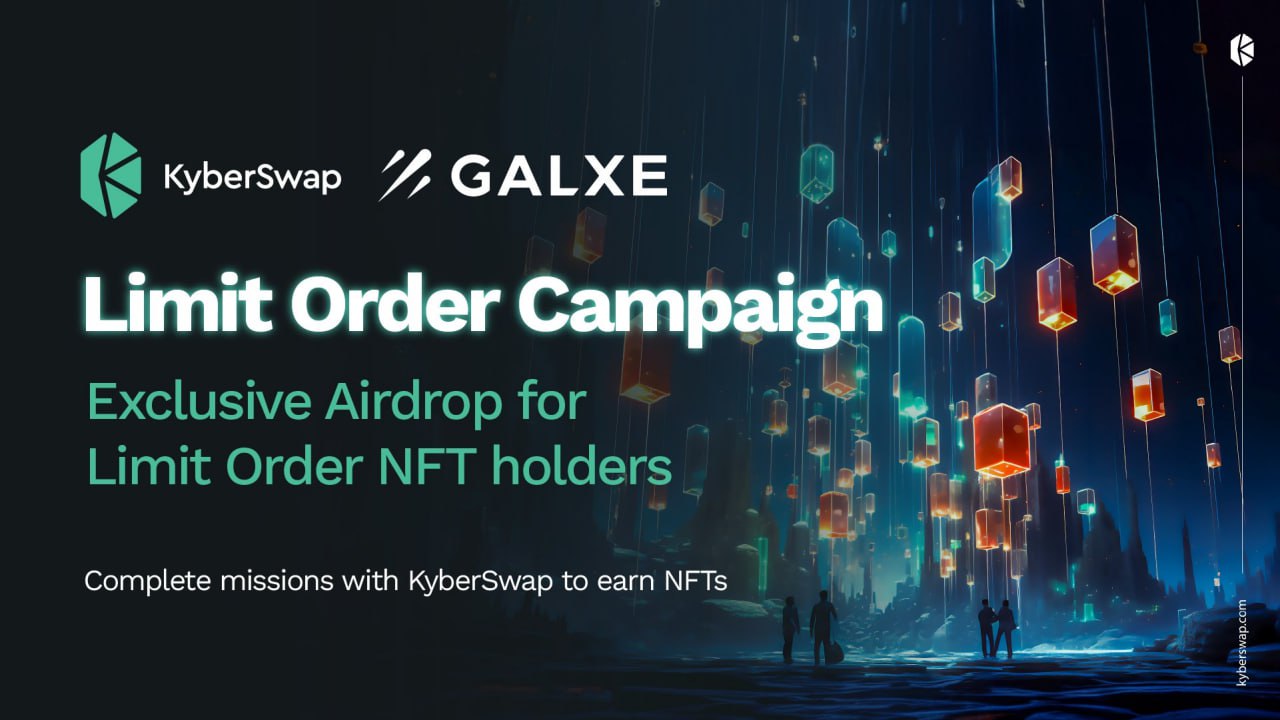 KyberSwap GALXE
Limit Order Campaign
Exclusive Airdrop for
Limit Order NFT holders
Complete missions with KyberSwap to earn NFTs
kyberswap.com